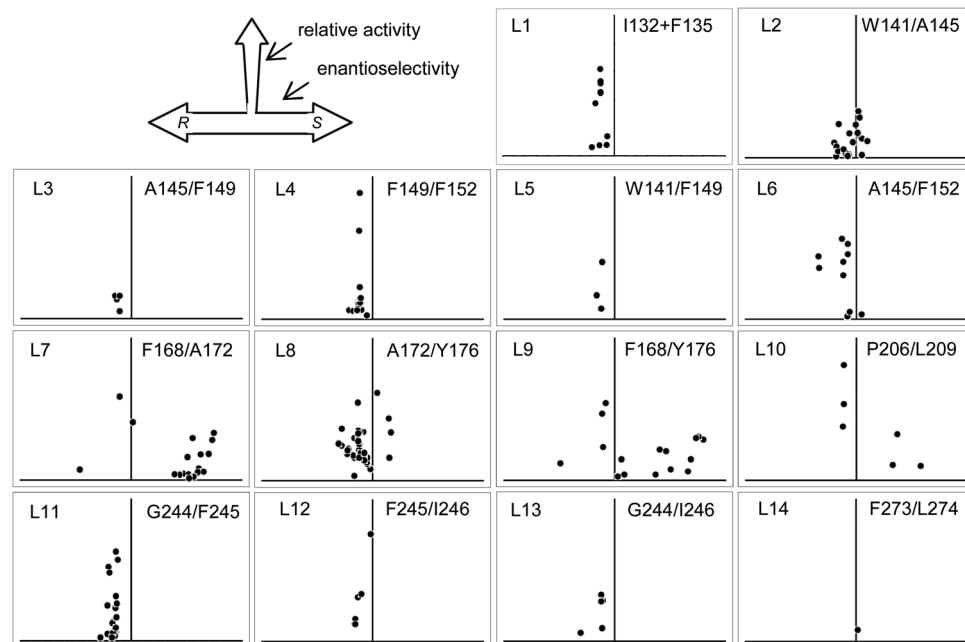 relative activity
enantioselectivity
R S
L1 I132+F135
L2 W141/A145
L3 A145/F149
L4 F149/F152
L5 W141/F149
L6 A145/F152
L7 F168/A172
L8 A172/Y176
L9 F168/Y176
L10 P206/L209
L11 G244/F245
L12 F245/I246
L13 G244/I246
L14 F273/L274